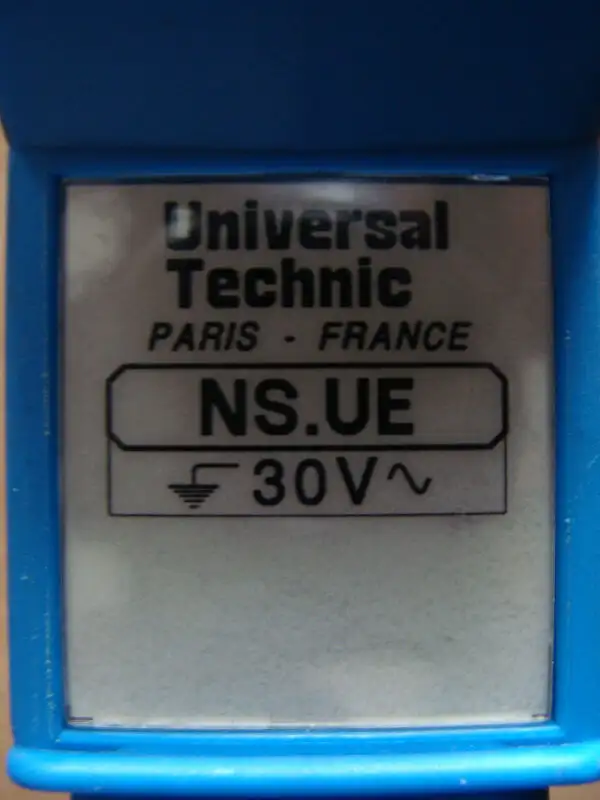 Universal
Technic
PARIS - FRANCE
NS.UE
⏚ 30V∿